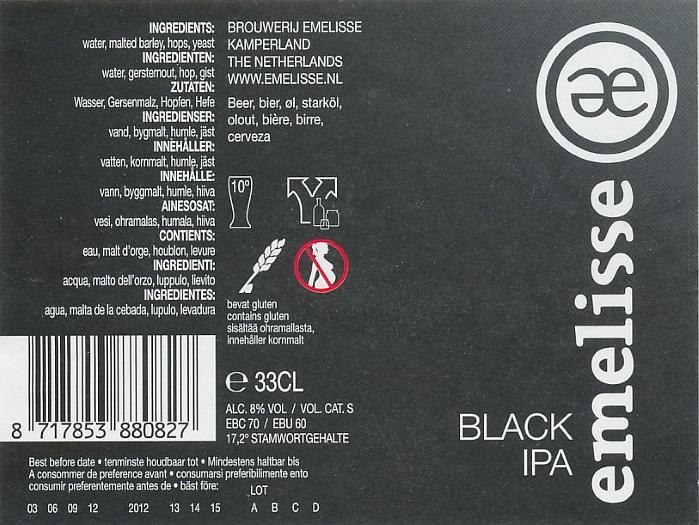 INGREDIENTS:
water, malted barley, hops, yeast
INGREDIENTEN:
water, gerstemout, hop, gist
ZUTATEN:
Wasser, Gersenmalz, Hopfen, Hefe
INGREDIENSER:
vand, bygmalt, humle, jäst
INNEHÅLLER:
vatten, kornmalt, humle, jäst
INNEHÅLLE:
vann, byggmalt, humle, hiiva
AINESOSAT:
vesi, ohramalas, humala, hiiva
CONTIENTS:
eau, malt d'orge, houblon, levure
INGREDIENTI:
acqua, malto dell'orzo, luppulo, lievito
INGREDIENTES:
agua, malta de la cebada, lupulo, levadura
8 717853 880827
Best before date • tenminste houdbaar tot • Mindestens haltbar bis
A consommer de preference avant • consumarsi preferibilimente ento
consumir preferentemente antes de • bäst före:
03 06 09 12 2012 13 14 15
LOT
A B C D
BROUWERIJ EMELISSE
KAMPERLAND
THE NETHERLANDS
WWW.EMELISSE.NL
Beer, bier, øl, starköl,
olout, bière, birre,
cerveza
10°
bevat gluten
contains gluten
sisältää ohramallasta,
innehåller kornmalt
e 33CL
ALC. 8% VOL / VOL. CAT. S
EBC 70 / EBU 60
17,2° STAMWORTGEHALTE
æ
emelisse
BLACK
IPA